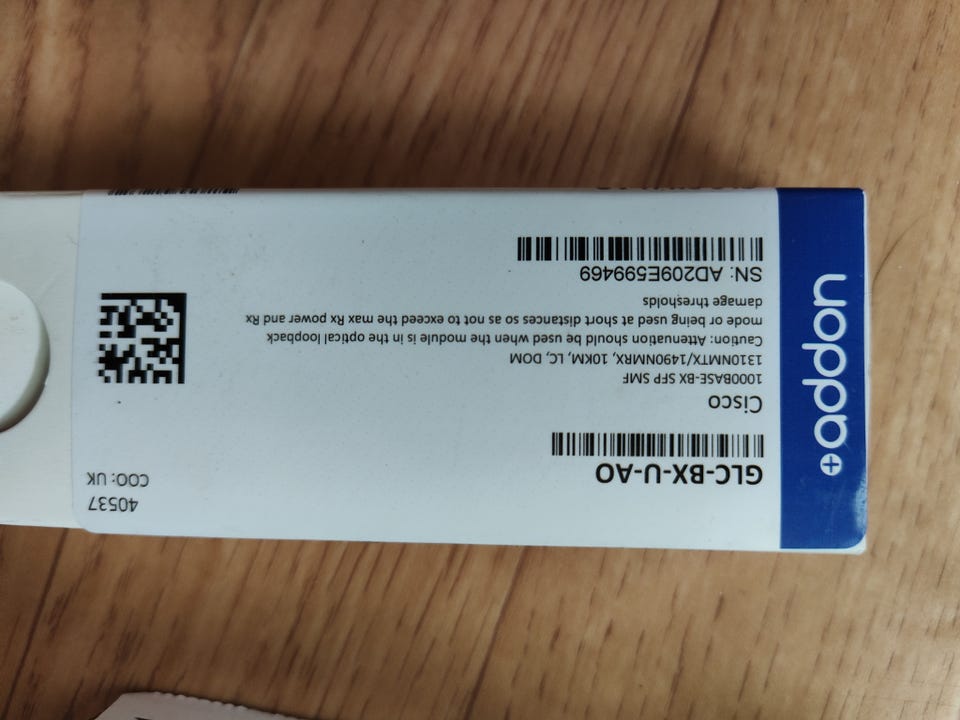 +addon
40537
COO: UK
GLC-BX-U-AO
Cisco
1000BASE-BX SFP SMF
1310NMTX/1490NMRX, 10KM, LC, DOM
Caution: Attenuation should be used when the module is in the optical loopback
mode or being used at short distances so as not to exceed the max Rx power and Rx
damage thresholds
SN: AD209E599469